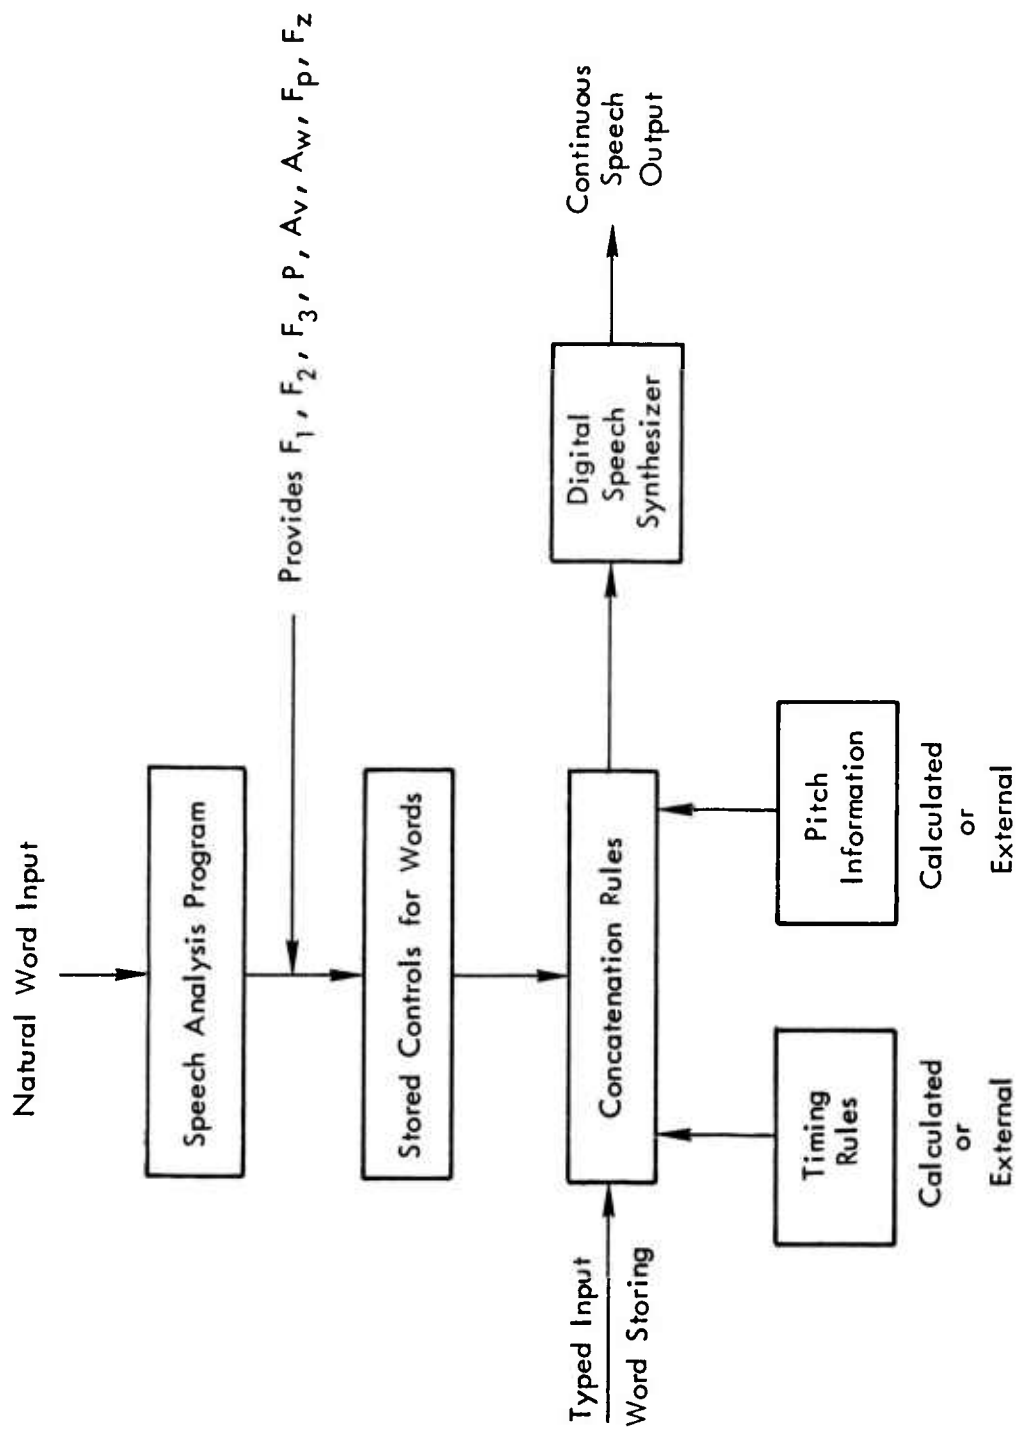 Natural Word Input
Speech Analysis Program
Provides F₁, F₂, F₃, P, Aᵥ, A_w, Fₚ, F_z
Stored Controls for Words
Typed Input
Word Storing
Concatenation Rules
Digital
Speech
Synthesizer
Continuous
Speech
Output
Timing
Rules
Calculated
or
External
Pitch
Information
Calculated
or
External